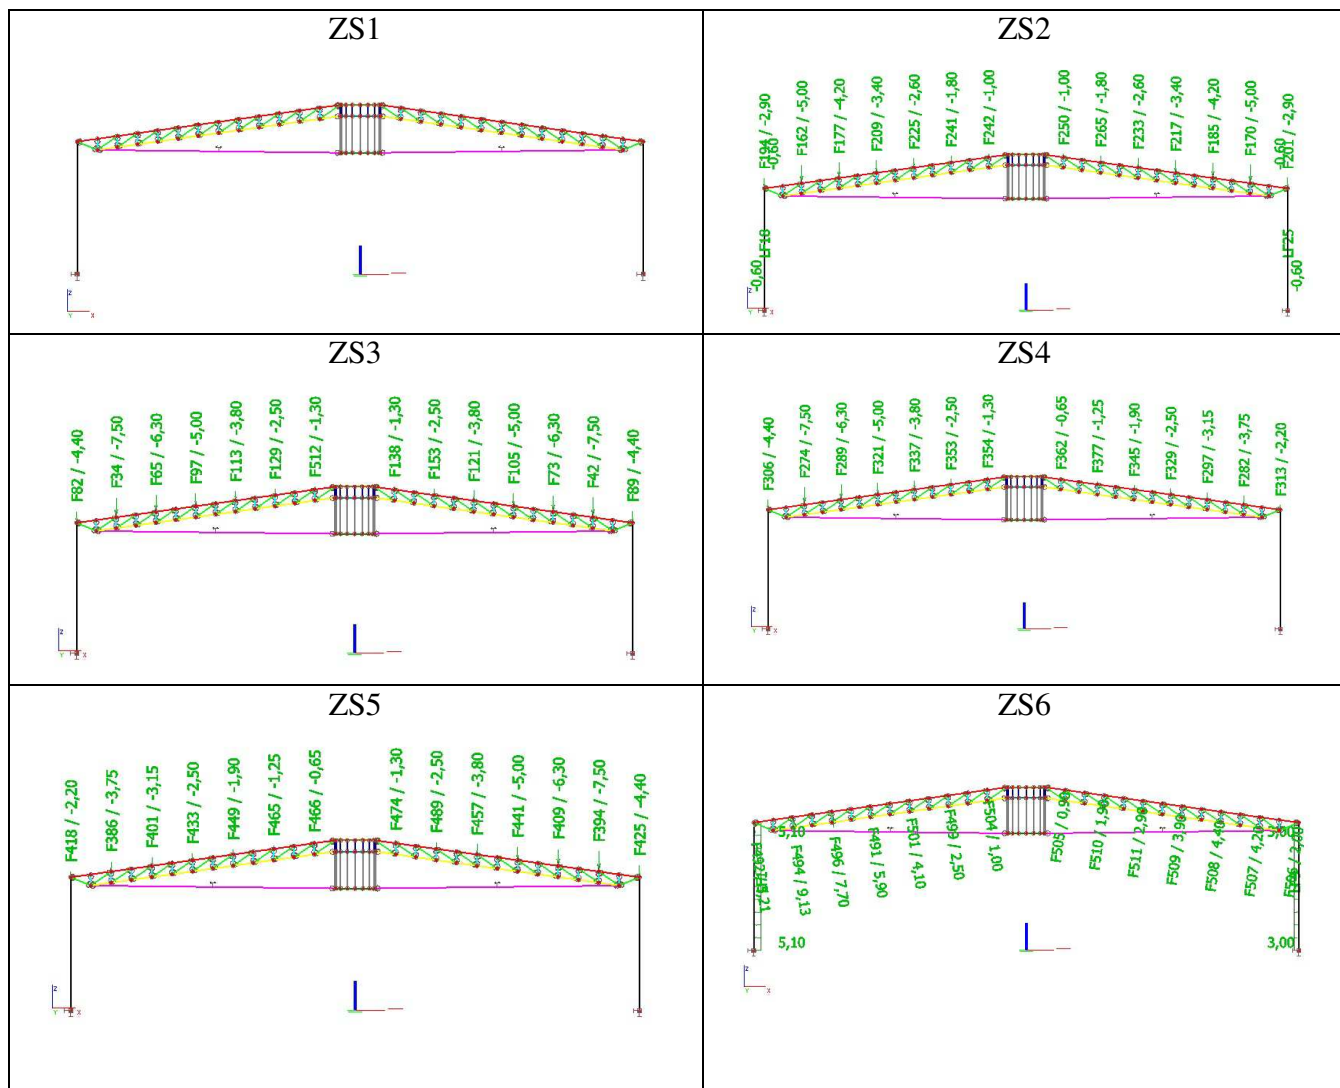 ZS1
ZS2
F194 / -2,90
-0,60
F162 / -5,00
F177 / -4,20
F209 / -3,40
F225 / -2,60
F241 / -1,80
F242 / -1,00
F250 / -1,00
F265 / -1,80
F233 / -2,60
F217 / -3,40
F185 / -4,20
F170 / -5,00
-0,60
F201 / -2,90
LF10
-0,60
LF25
-0,60
ZS3
F82 / -4,40
F34 / -7,50
F65 / -6,30
F97 / -5,00
F113 / -3,80
F129 / -2,50
F512 / -1,30
F138 / -1,30
F153 / -2,50
F121 / -3,80
F105 / -5,00
F73 / -6,30
F42 / -7,50
F89 / -4,40
ZS4
F306 / -4,40
F274 / -7,50
F289 / -6,30
F321 / -5,00
F337 / -3,80
F353 / -2,50
F354 / -1,30
F362 / -0,65
F377 / -1,25
F345 / -1,90
F329 / -2,50
F297 / -3,15
F282 / -3,75
F313 / -2,20
ZS5
F418 / -2,20
F386 / -3,75
F401 / -3,15
F433 / -2,50
F449 / -1,90
F465 / -1,25
F466 / -0,65
F474 / -1,30
F489 / -2,50
F457 / -3,80
F441 / -5,00
F409 / -6,30
F394 / -7,50
F425 / -4,40
ZS6
5,10
F494 / 9,13
F496 / 7,70
F491 / 5,90
F501 / 4,10
F499 / 2,50
F504 / 1,00
F505 / 0,90
F510 / 1,90
F511 / 2,90
F509 / 3,90
F508 / 4,40
F507 / 4,20
5,10
3,00
z
Y
x